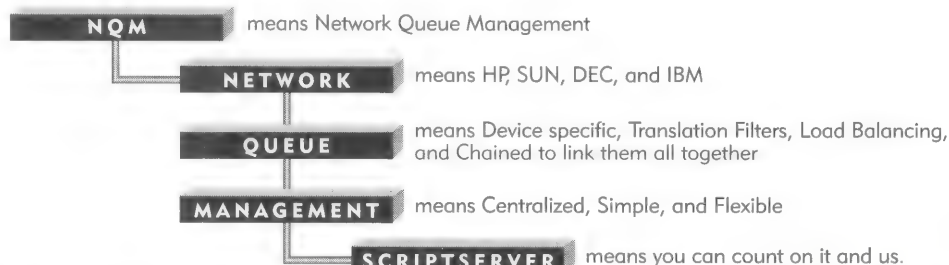 NQM means Network Queue Management
NETWORK means HP, SUN, DEC, and IBM
QUEUE means Device specific, Translation Filters, Load Balancing,
and Chained to link them all together
MANAGEMENT means Centralized, Simple, and Flexible
SCRIPTSERVER means you can count on it and us.